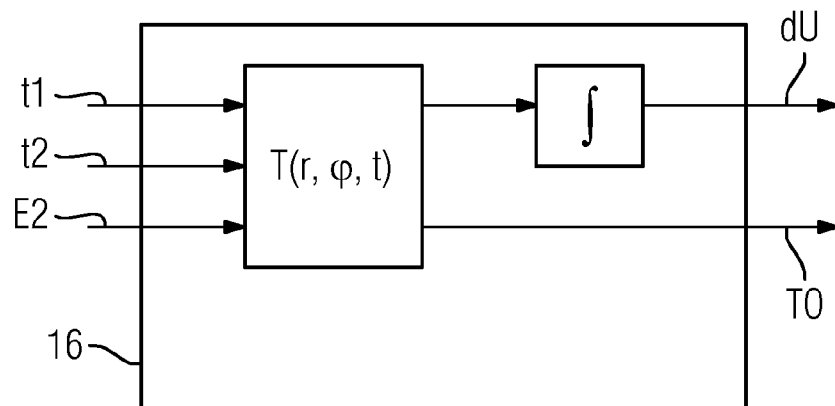 dU
t1
t2
T(r, φ, t)
∫
E2
T0
16